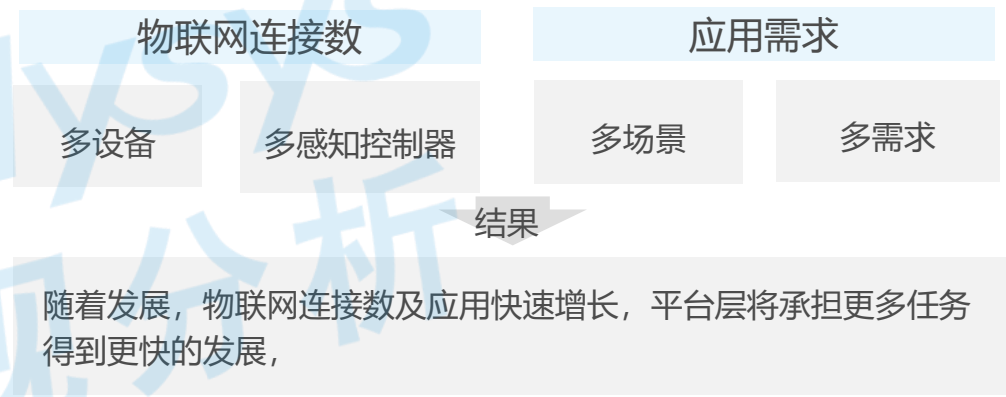 物联网连接数
应用需求
多设备
多感知控制器
多场景
多需求
结果
随着发展，物联网连接数及应用快速增长，平台层将承担更多任务
得到更快的发展，